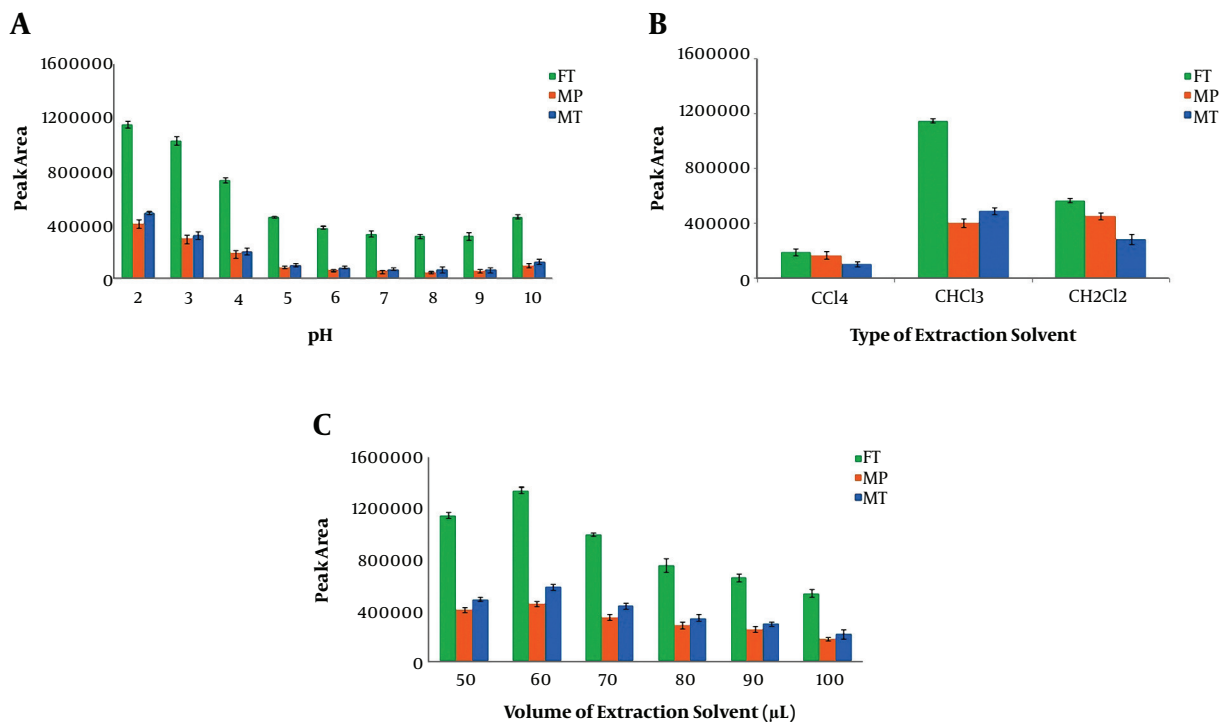 A
1600000
1200000
800000
400000
0
Peak Area
2 3 4 5 6 7 8 9 10
pH
FT
MP
MT
B
1600000
1200000
800000
400000
0
Peak Area
CCl4 CHCl3 CH2Cl2
Type of Extraction Solvent
FT
MP
MT
C
1600000
1200000
800000
400000
0
Peak Area
50 60 70 80 90 100
Volume of Extraction Solvent (µL)
FT
MP
MT